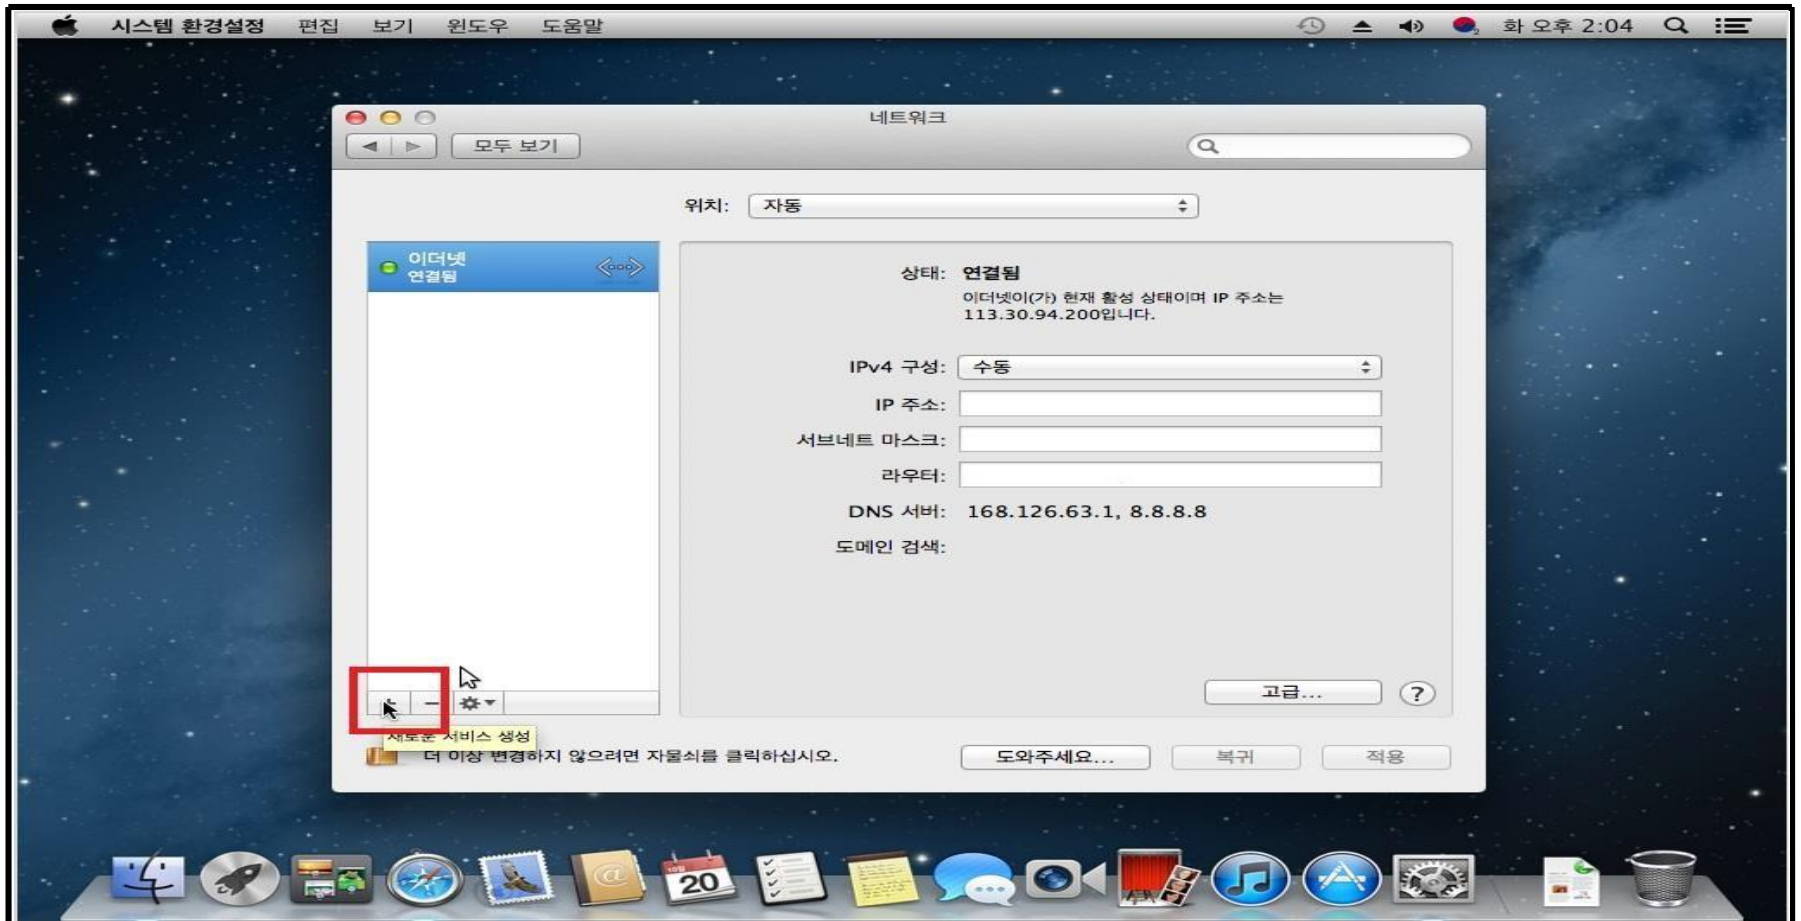 시스템 환경설정 편집 보기 윈도우 도움말 화 오후 2:04
네트워크
모두 보기
위치: 자동
이더넷
연결됨
상태: 연결됨
이더넷이(가) 현재 활성 상태이며 IP 주소는
113.30.94.200입니다.
IPv4 구성: 수동
IP 주소:
서브네트 마스크:
라우터:
DNS 서버: 168.126.63.1, 8.8.8.8
도메인 검색:
고급... ?
새로운 서비스 생성
더 이상 변경하지 않으려면 자물쇠를 클릭하십시오.
도와주세요... 복귀 적용
20